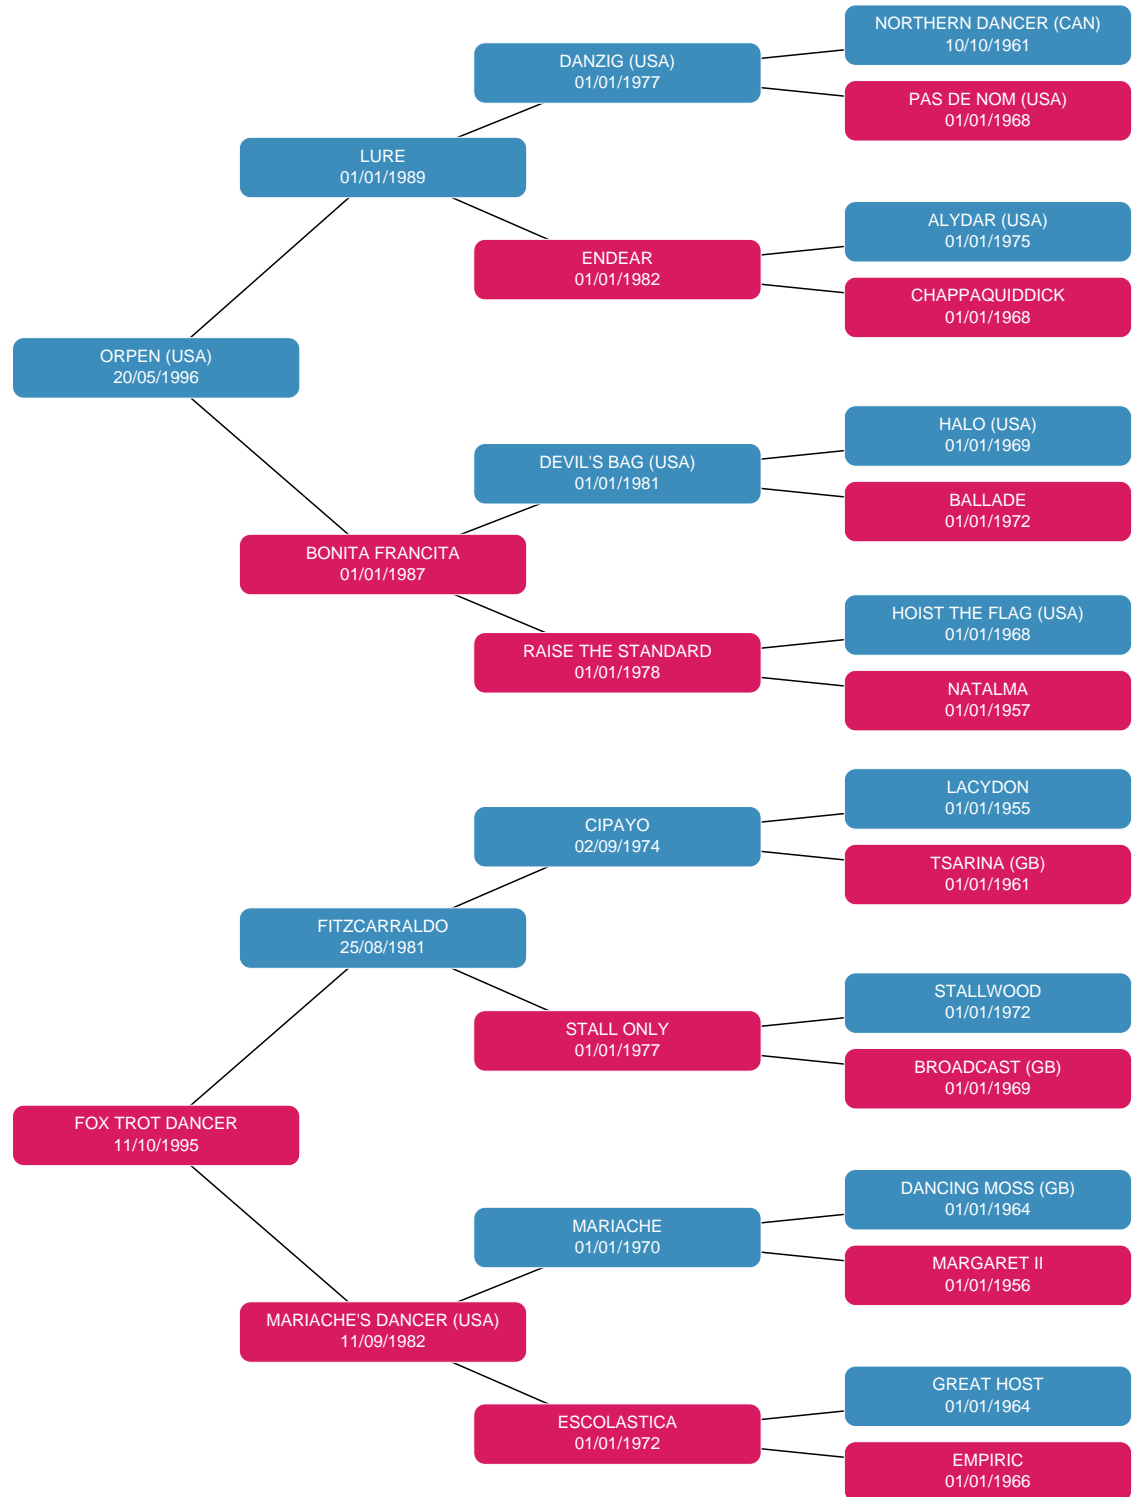 NORTHERN DANCER (CAN)
10/10/1961
DANZIG (USA)
01/01/1977
PAS DE NOM (USA)
01/01/1968
LURE
01/01/1989
ALYDAR (USA)
01/01/1975
ENDEAR
01/01/1982
CHAPPAQUIDDICK
01/01/1968
ORPEN (USA)
20/05/1996
HALO (USA)
01/01/1969
DEVIL'S BAG (USA)
01/01/1981
BALLADE
01/01/1972
BONITA FRANCITA
01/01/1987
HOIST THE FLAG (USA)
01/01/1968
RAISE THE STANDARD
01/01/1978
NATALMA
01/01/1957
LACYDON
01/01/1955
CIPAYO
02/09/1974
TSARINA (GB)
01/01/1961
FITZCARRALDO
25/08/1981
STALLWOOD
01/01/1972
STALL ONLY
01/01/1977
BROADCAST (GB)
01/01/1969
FOX TROT DANCER
11/10/1995
DANCING MOSS (GB)
01/01/1964
MARIACHE
01/01/1970
MARGARET II
01/01/1956
MARIACHE'S DANCER (USA)
11/09/1982
GREAT HOST
01/01/1964
ESCOLASTICA
01/01/1972
EMPIRIC
01/01/1966